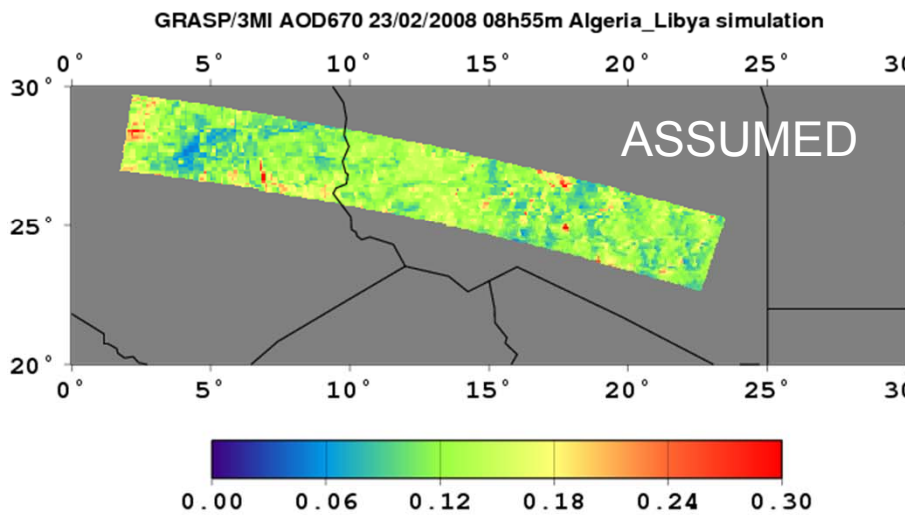 GRASP/3MI AOD670 23/02/2008 08h55m Algeria_Libya simulation
0° 5° 10° 15° 20° 25° 30
30°
ASSUMED
25°
20°
0° 5° 10° 15° 20° 25° 30
0.00 0.06 0.12 0.18 0.24 0.30